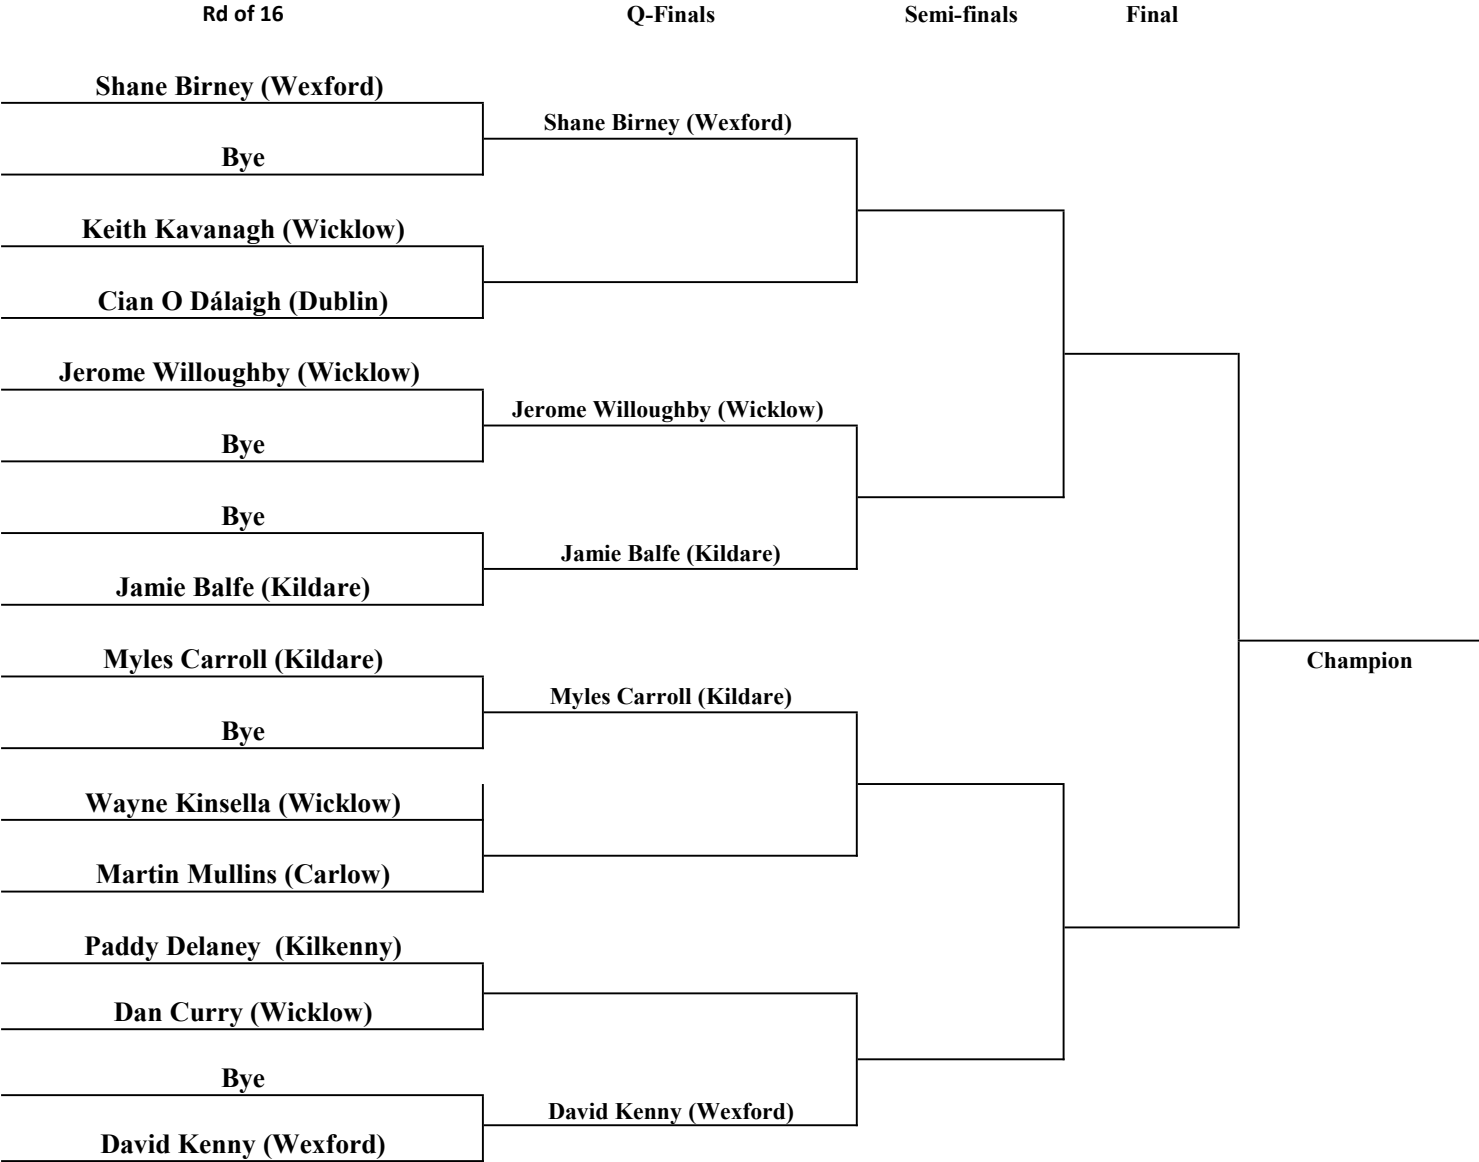 Rd of 16 Q-Finals Semi-finals Final
Shane Birney (Wexford)
Shane Birney (Wexford)
Bye
Keith Kavanagh (Wicklow)
Cian O Dálaigh (Dublin)
Jerome Willoughby (Wicklow)
Jerome Willoughby (Wicklow)
Bye
Bye
Jamie Balfe (Kildare)
Jamie Balfe (Kildare)
Myles Carroll (Kildare)
Champion
Myles Carroll (Kildare)
Bye
Wayne Kinsella (Wicklow)
Martin Mullins (Carlow)
Paddy Delaney  (Kilkenny)
Dan Curry (Wicklow)
Bye
David Kenny (Wexford)
David Kenny (Wexford)